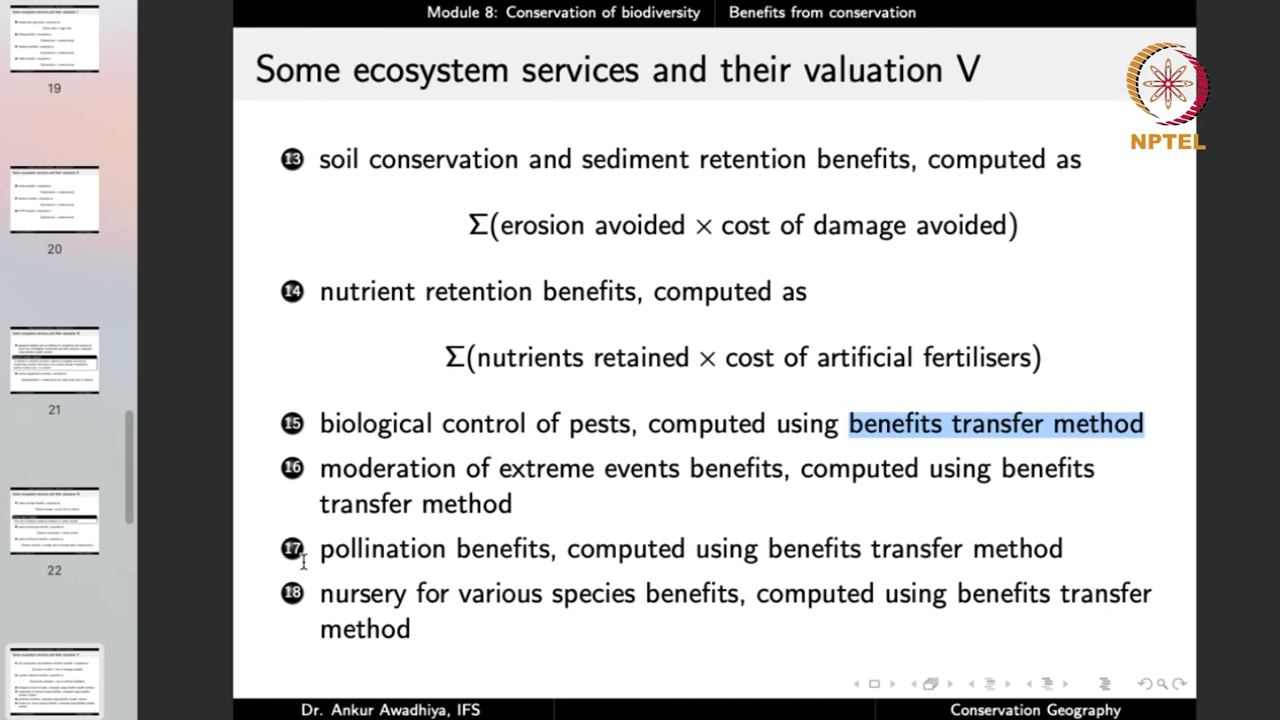 Module 8: Conservation of biodiversity Benefits from conservation
Some ecosystem services and their valuation V
NPTEL
13 soil conservation and sediment retention benefits, computed as
Σ(erosion avoided × cost of damage avoided)
14 nutrient retention benefits, computed as
Σ(nutrients retained × cost of artificial fertilisers)
15 biological control of pests, computed using benefits transfer method
16 moderation of extreme events benefits, computed using benefits
transfer method
17 pollination benefits, computed using benefits transfer method
18 nursery for various species benefits, computed using benefits transfer
method
Dr. Ankur Awadhiya, IFS Conservation Geography
19
20
21
22